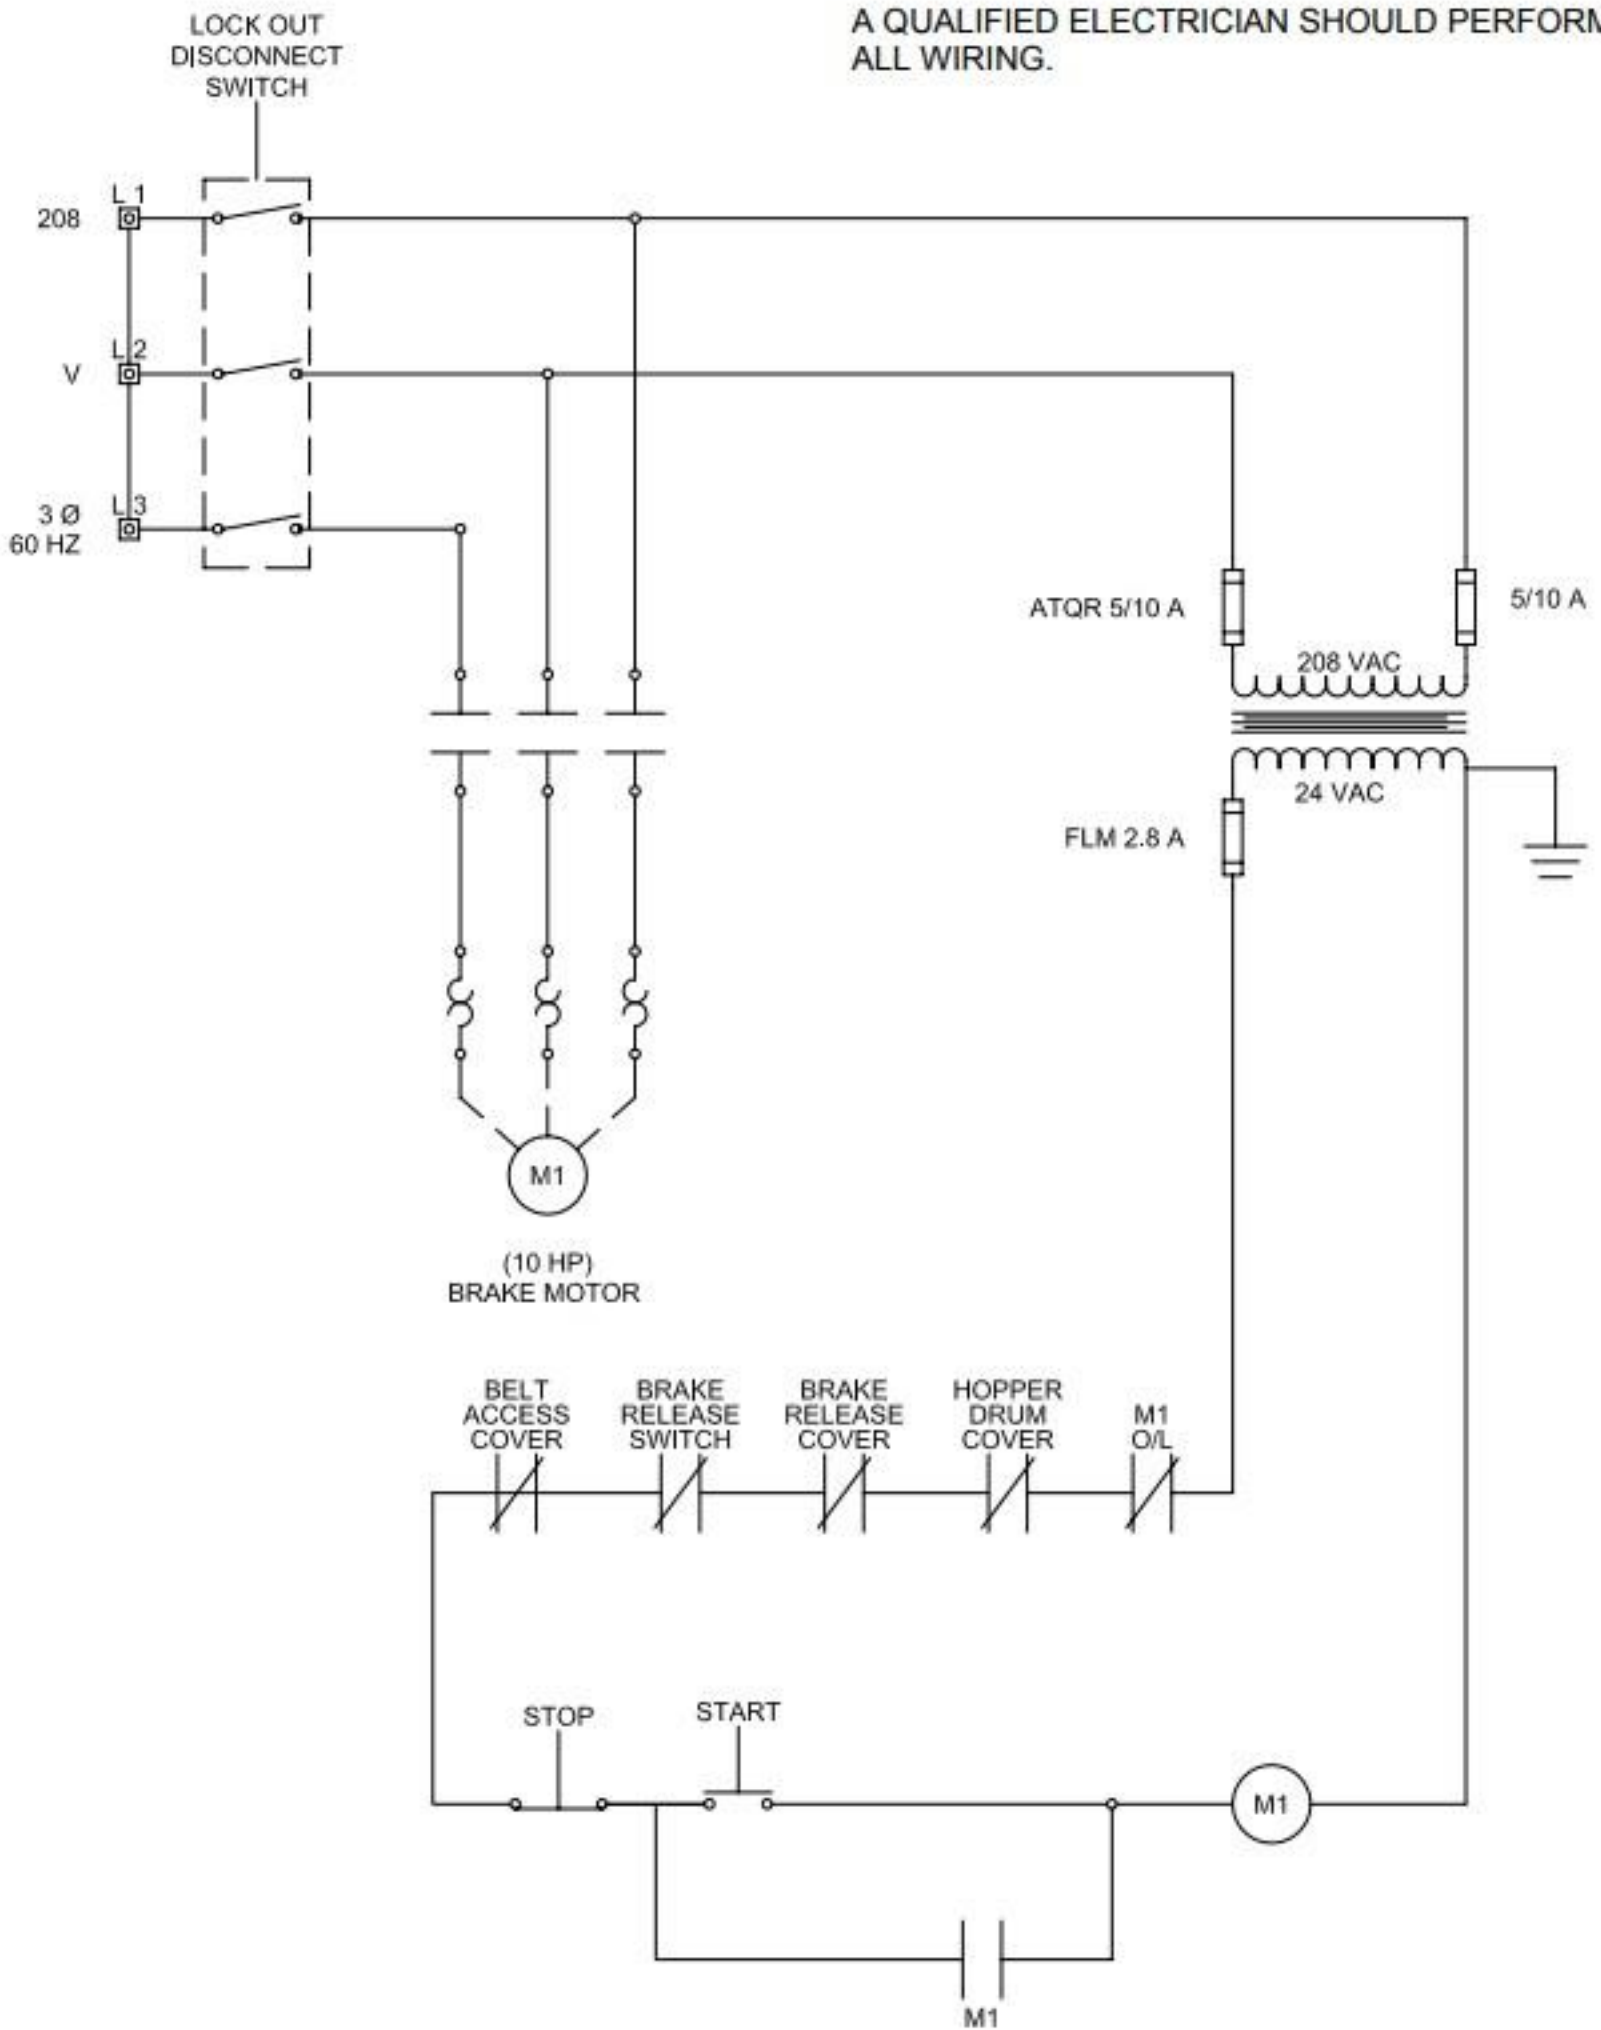 A QUALIFIED ELECTRICIAN SHOULD PERFORM
ALL WIRING.
LOCK OUT
DISCONNECT
SWITCH
L 1
208
L 2
V
L 3
3 Ø
60 HZ
ATQR 5/10 A
5/10 A
208 VAC
24 VAC
FLM 2.8 A
M1
(10 HP)
BRAKE MOTOR
BELT
ACCESS
COVER
BRAKE
RELEASE
SWITCH
BRAKE
RELEASE
COVER
HOPPER
DRUM
COVER
M1
O/L
STOP
START
M1
M1